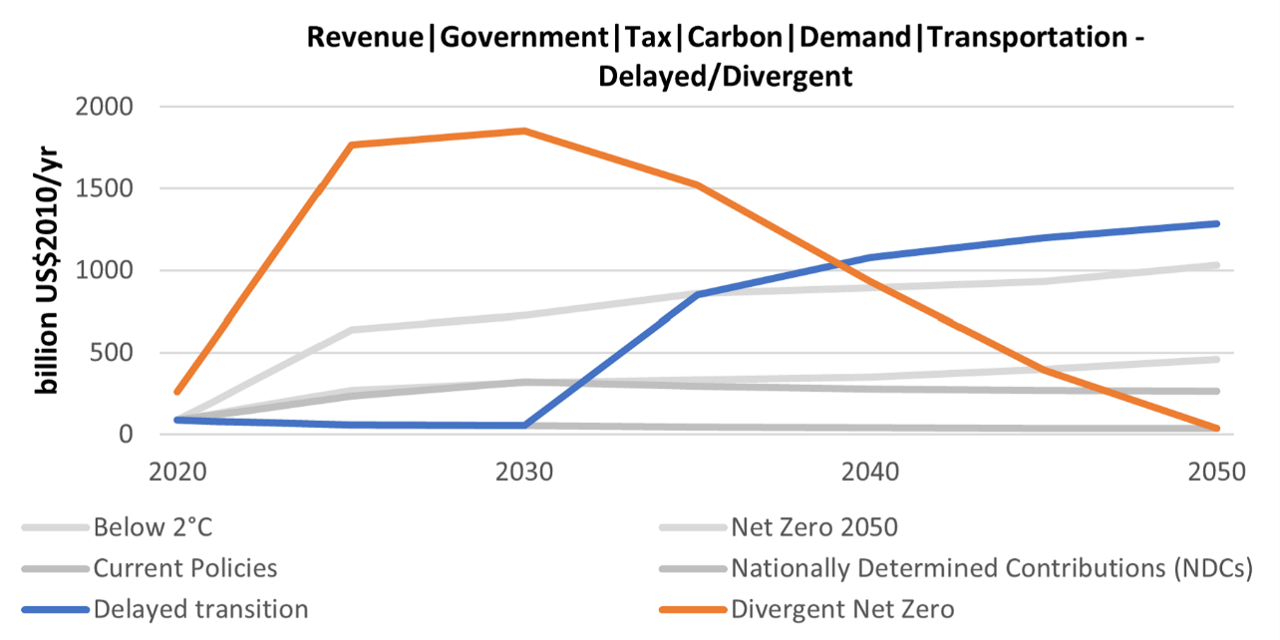 Revenue|Government|Tax|Carbon|Demand|Transportation -
Delayed/Divergent
billion US$2010/yr
2000
1500
1000
500
0
2020 2030 2040 2050
Below 2°C Net Zero 2050
Current Policies Nationally Determined Contributions (NDCs)
Delayed transition Divergent Net Zero